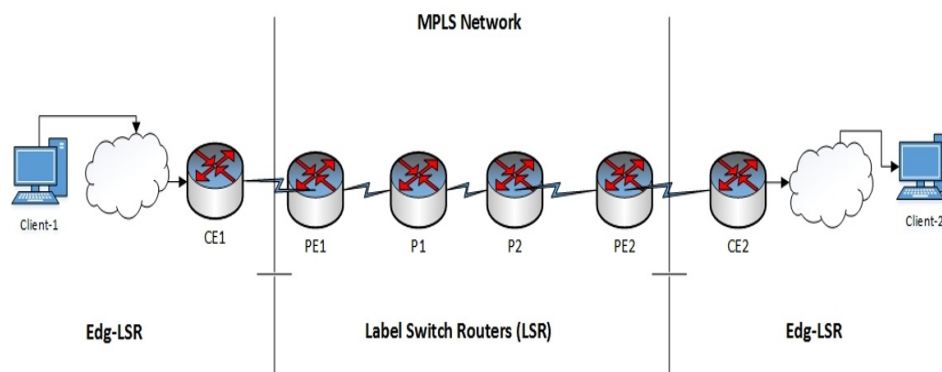 MPLS Network
Client-1
CE1
PE1
P1
P2
PE2
CE2
Client-2
Edg-LSR
Label Switch Routers (LSR)
Edg-LSR